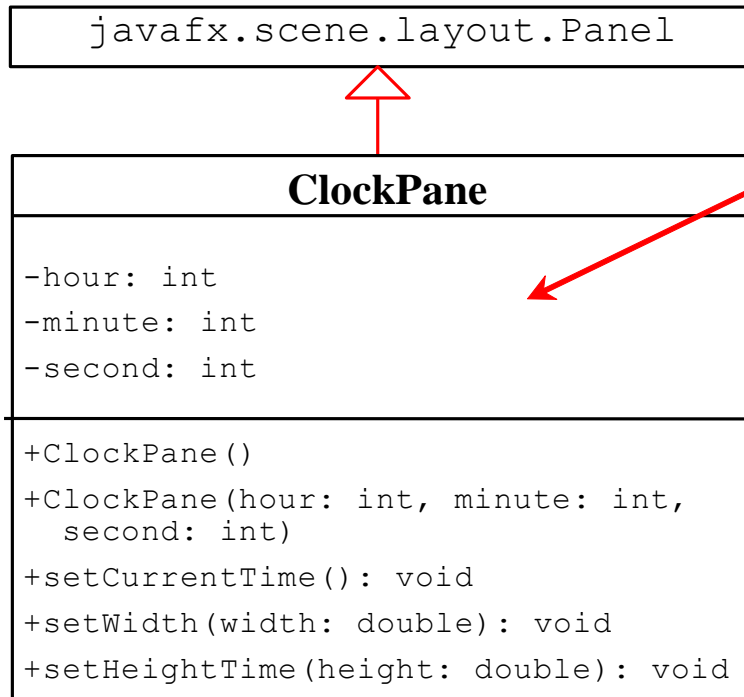 javafx.scene.layout.Panel
ClockPane
-hour: int
-minute: int
-second: int
+ClockPane()
+ClockPane(hour: int, minute: int,
second: int)
+setCurrentTime(): void
+setWidth(width: double): void
+setHeightTime(height: double): void